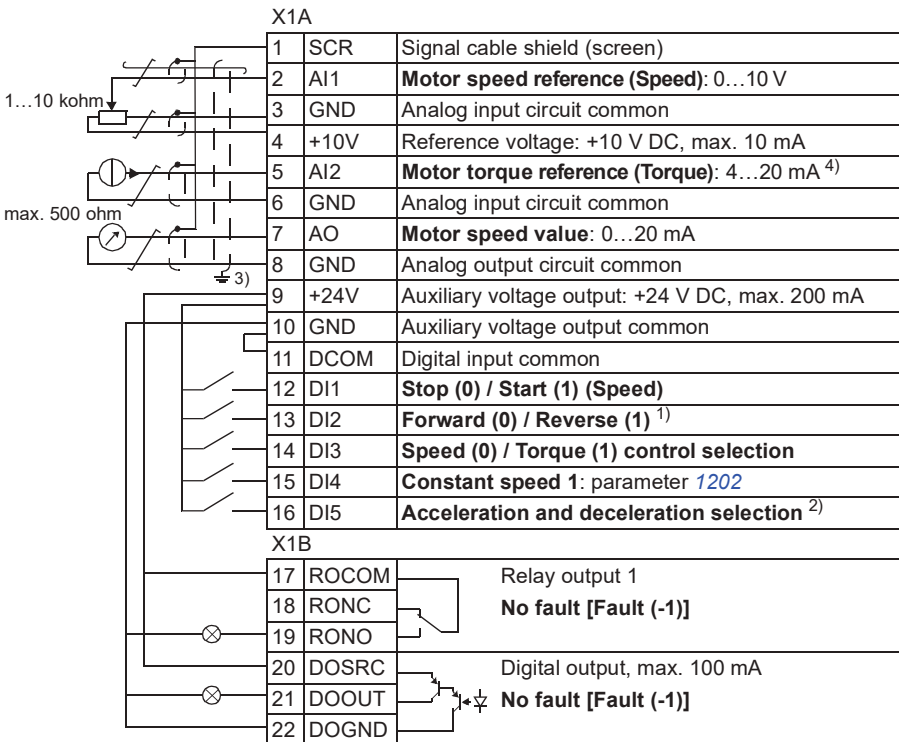 X1A
1 SCR Signal cable shield (screen)
2 AI1 Motor speed reference (Speed): 0…10 V
1…10 kohm
3 GND Analog input circuit common
4 +10V Reference voltage: +10 V DC, max. 10 mA
5 AI2 Motor torque reference (Torque): 4…20 mA 4)
6 GND Analog input circuit common
max. 500 ohm
7 AO Motor speed value: 0…20 mA
8 GND Analog output circuit common
3)
9 +24V Auxiliary voltage output: +24 V DC, max. 200 mA
10 GND Auxiliary voltage output common
11 DCOM Digital input common
12 DI1 Stop (0) / Start (1) (Speed)
13 DI2 Forward (0) / Reverse (1) 1)
14 DI3 Speed (0) / Torque (1) control selection
15 DI4 Constant speed 1: parameter 1202
16 DI5 Acceleration and deceleration selection 2)
X1B
17 ROCOM Relay output 1
18 RONC No fault [Fault (-1)]
19 RONO
20 DOSRC Digital output, max. 100 mA
21 DOOUT No fault [Fault (-1)]
22 DOGND